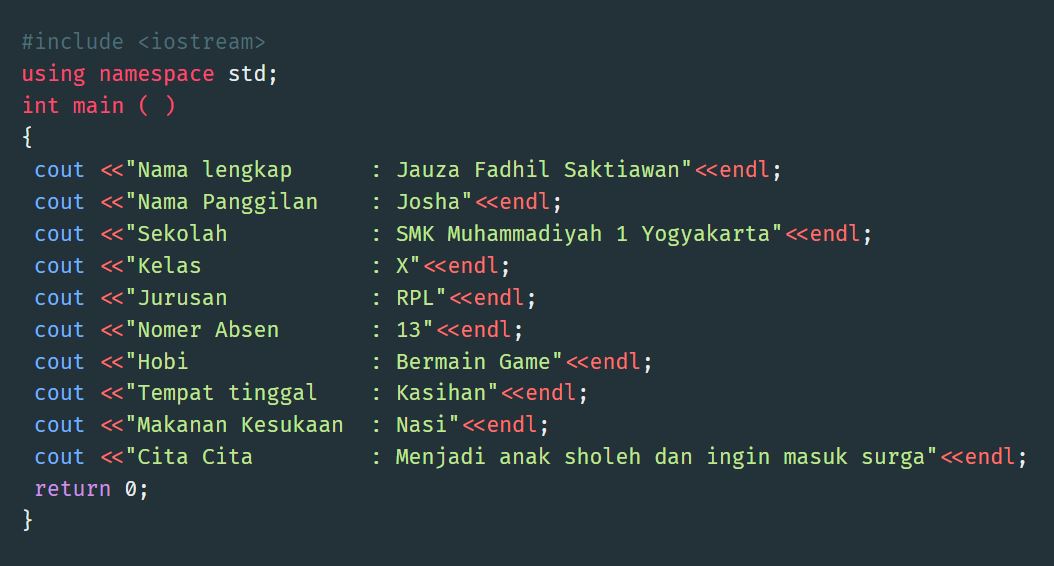 #include <iostream>
using namespace std;
int main ( )
{
 cout <<"Nama lengkap      : Jauza Fadhil Saktiawan"<<endl;
 cout <<"Nama Panggilan    : Josha"<<endl;
 cout <<"Sekolah           : SMK Muhammadiyah 1 Yogyakarta"<<endl;
 cout <<"Kelas             : X"<<endl;
 cout <<"Jurusan           : RPL"<<endl;
 cout <<"Nomer Absen       : 13"<<endl;
 cout <<"Hobi              : Bermain Game"<<endl;
 cout <<"Tempat tinggal    : Kasihan"<<endl;
 cout <<"Makanan Kesukaan  : Nasi"<<endl;
 cout <<"Cita Cita         : Menjadi anak sholeh dan ingin masuk surga"<<endl;
 return 0;
}